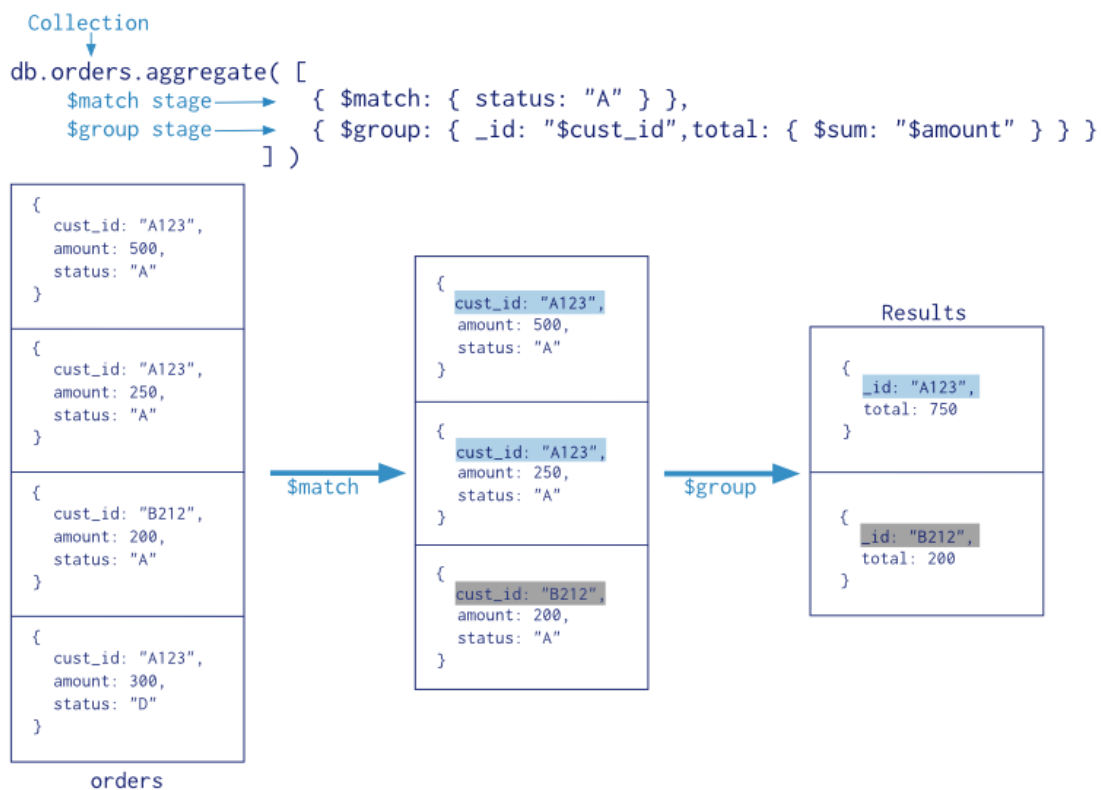 Collection
db.orders.aggregate( [
$match stage { $match: { status: "A" } },
$group stage { $group: { _id: "$cust_id",total: { $sum: "$amount" } } }
] )
{
cust_id: "A123",
amount: 500,
status: "A"
}
{
cust_id: "A123",
amount: 250,
status: "A"
}
{
cust_id: "B212",
amount: 200,
status: "A"
}
{
cust_id: "A123",
amount: 300,
status: "D"
}
orders
$match
{
cust_id: "A123",
amount: 500,
status: "A"
}
{
cust_id: "A123",
amount: 250,
status: "A"
}
{
cust_id: "B212",
amount: 200,
status: "A"
}
$group
Results
{
_id: "A123",
total: 750
}
{
_id: "B212",
total: 200
}